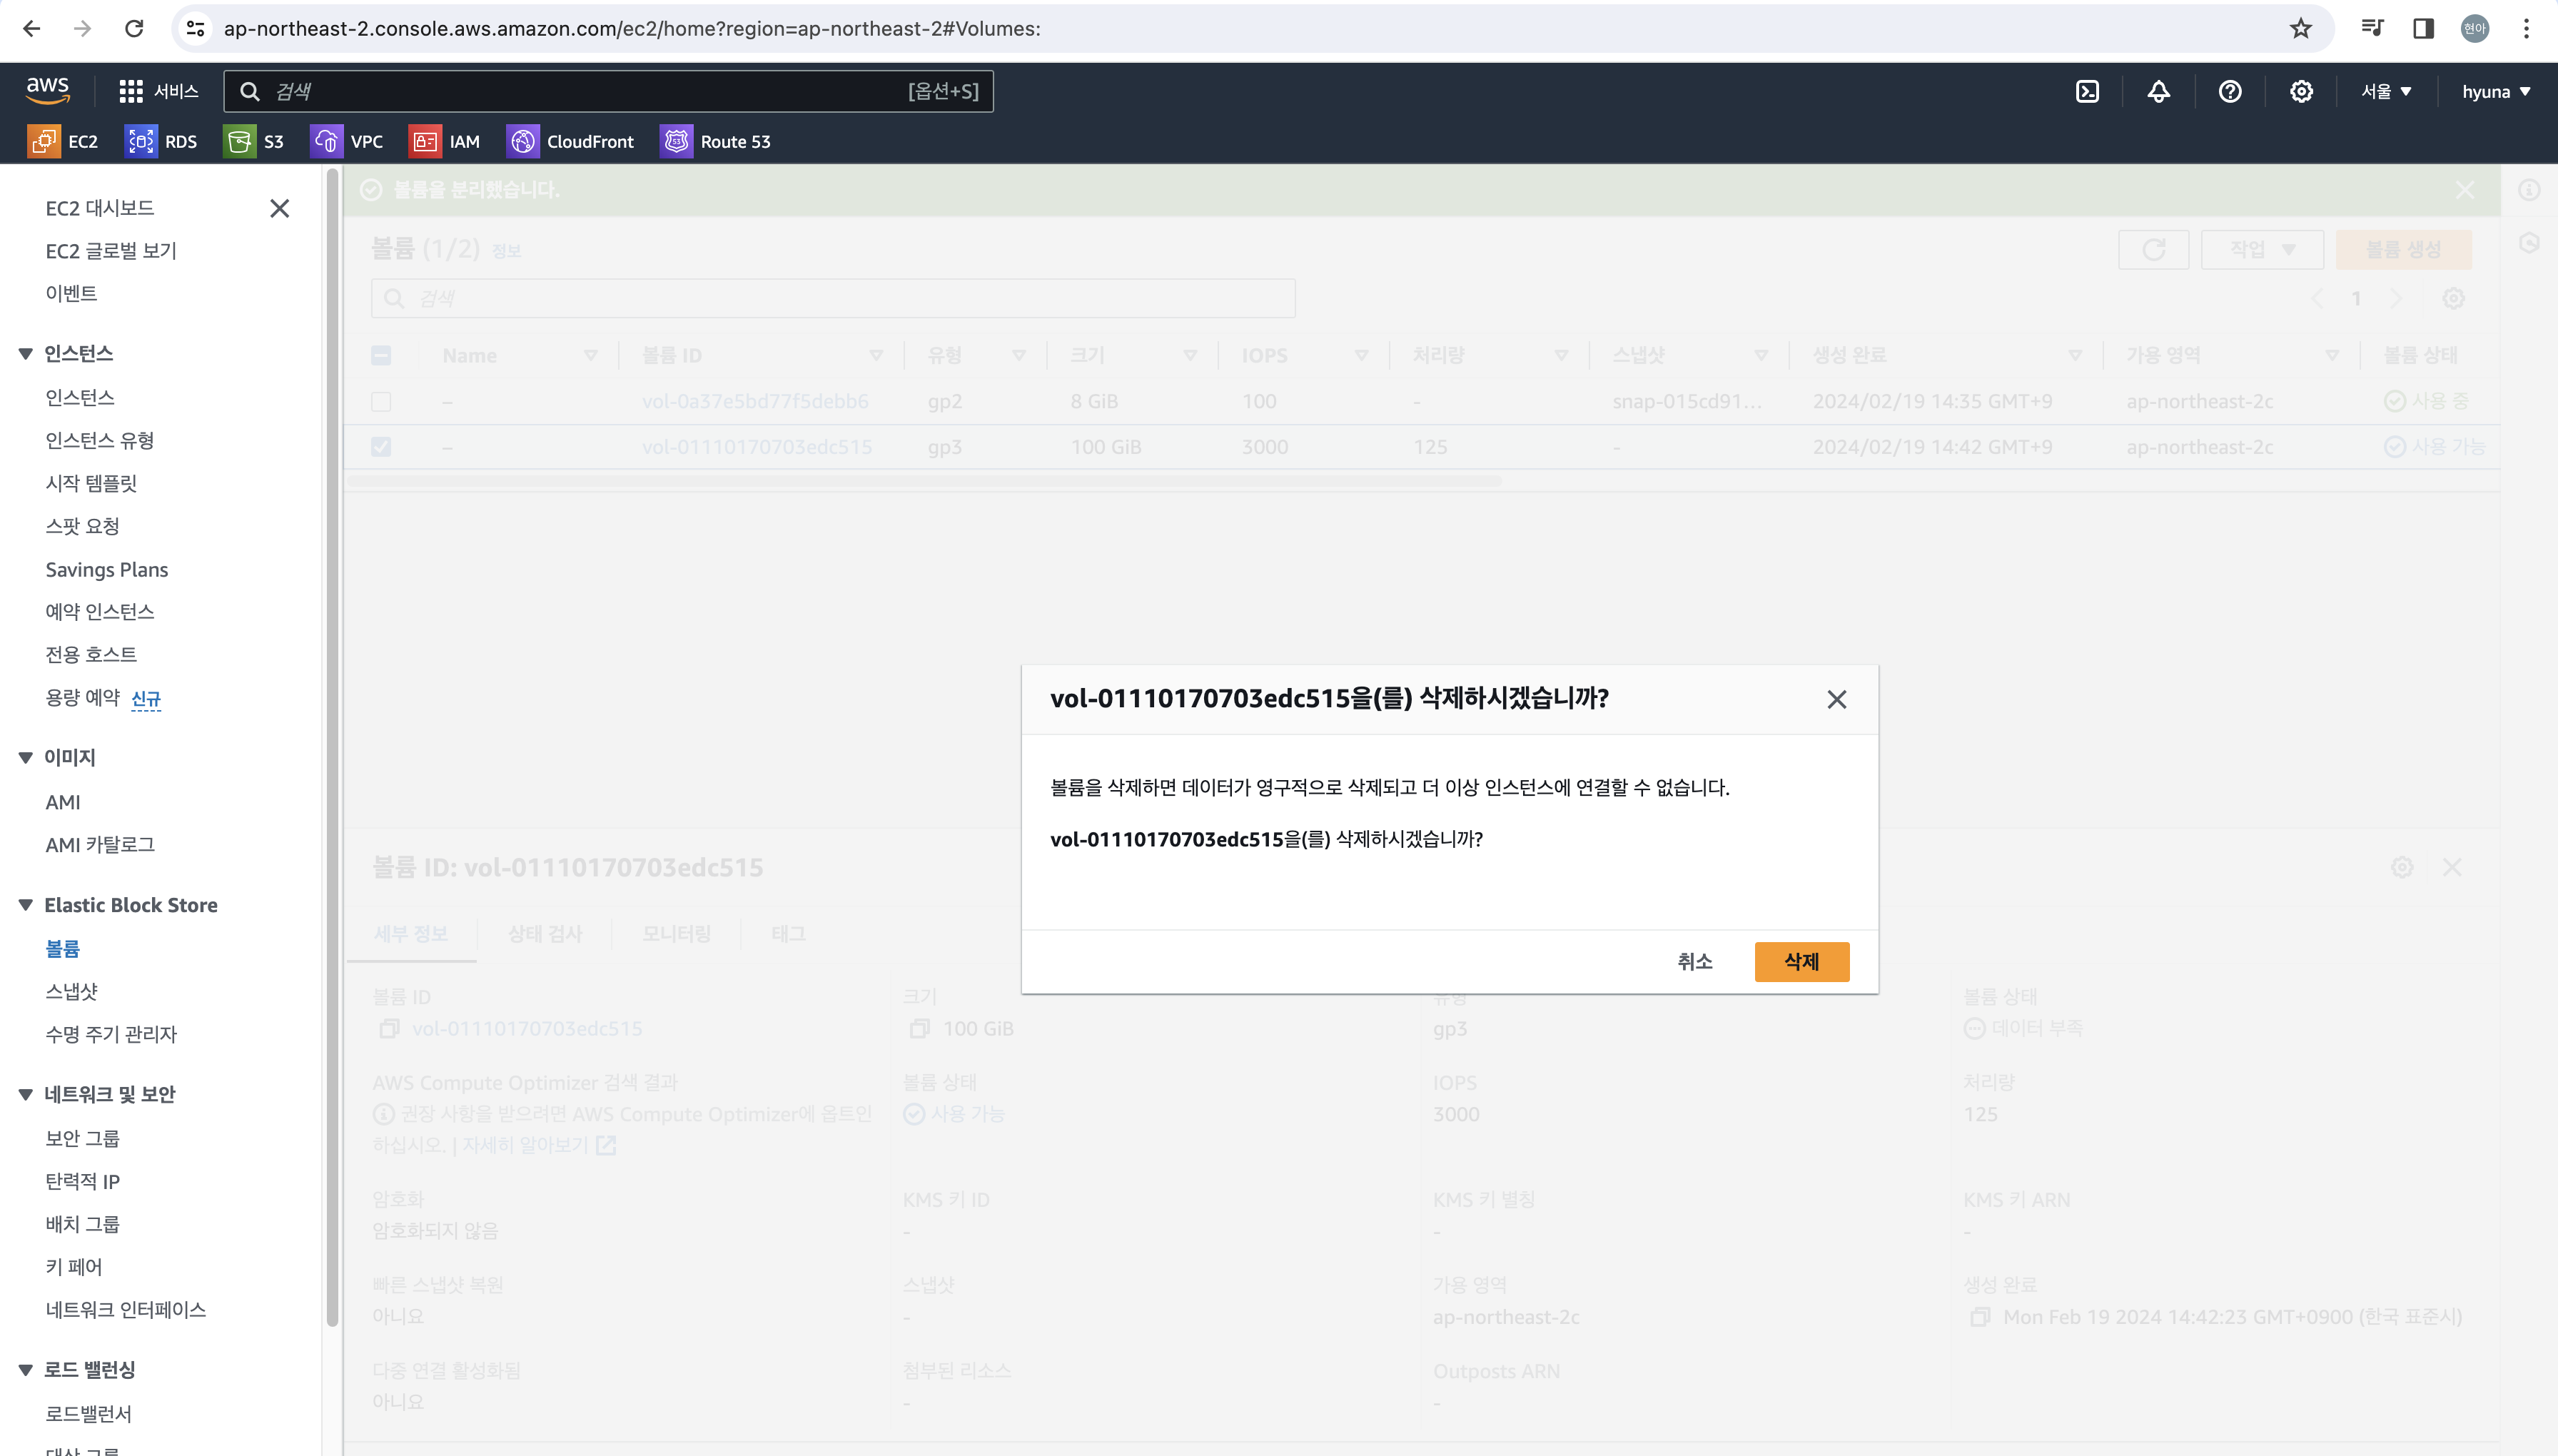 ap-northeast-2.console.aws.amazon.com/ec2/home?region=ap-northeast-2#Volumes:
현아
aws
서비스
검색
[옵션+S]
서울
hyuna
EC2
RDS
S3
VPC
IAM
CloudFront
Route 53
EC2 대시보드
EC2 글로벌 보기
이벤트
인스턴스
인스턴스
인스턴스 유형
시작 템플릿
스팟 요청
Savings Plans
예약 인스턴스
전용 호스트
용량 예약 신규
이미지
AMI
AMI 카탈로그
Elastic Block Store
볼륨
스냅샷
수명 주기 관리자
네트워크 및 보안
보안 그룹
탄력적 IP
배치 그룹
키 페어
네트워크 인터페이스
로드 밸런싱
로드밸런서
대상 그룹
볼륨을 분리했습니다.
볼륨 (1/2) 정보
작업
볼륨 생성
검색
1
Name 볼륨 ID 유형 크기 IOPS 처리량 스냅샷 생성 완료 가용 영역 볼륨 상태
– vol-0a37e5bd77f5debb6 gp2 8 GiB 100 - snap-015cd91... 2024/02/19 14:35 GMT+9 ap-northeast-2c 사용 중
– vol-01110170703edc515 gp3 100 GiB 3000 125 - 2024/02/19 14:42 GMT+9 ap-northeast-2c 사용 가능
vol-01110170703edc515을(를) 삭제하시겠습니까?
볼륨을 삭제하면 데이터가 영구적으로 삭제되고 더 이상 인스턴스에 연결할 수 없습니다.
vol-01110170703edc515을(를) 삭제하시겠습니까?
취소
삭제
볼륨 ID: vol-01110170703edc515
세부 정보
상태 검사
모니터링
태그
볼륨 ID
vol-01110170703edc515
크기
100 GiB
유형
gp3
볼륨 상태
데이터 부족
AWS Compute Optimizer 검색 결과
권장 사항을 받으려면 AWS Compute Optimizer에 옵트인
하십시오. | 자세히 알아보기
볼륨 상태
사용 가능
IOPS
3000
처리량
125
암호화
암호화되지 않음
KMS 키 ID
-
KMS 키 별칭
-
KMS 키 ARN
-
빠른 스냅샷 복원
아니요
스냅샷
-
가용 영역
ap-northeast-2c
생성 완료
Mon Feb 19 2024 14:42:23 GMT+0900 (한국 표준시)
다중 연결 활성화됨
아니요
첨부된 리소스
-
Outposts ARN
-